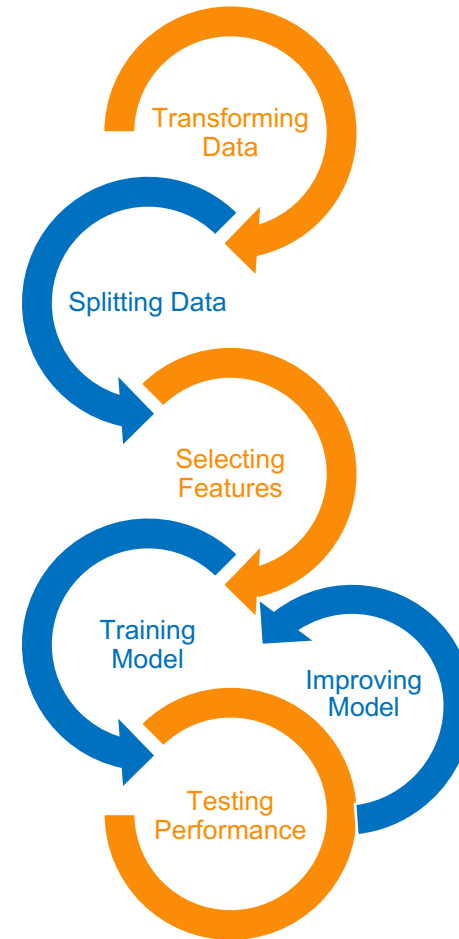 Transforming
Data
Splitting Data
Selecting
Features
Training
Model
Improving
Model
Testing
Performance